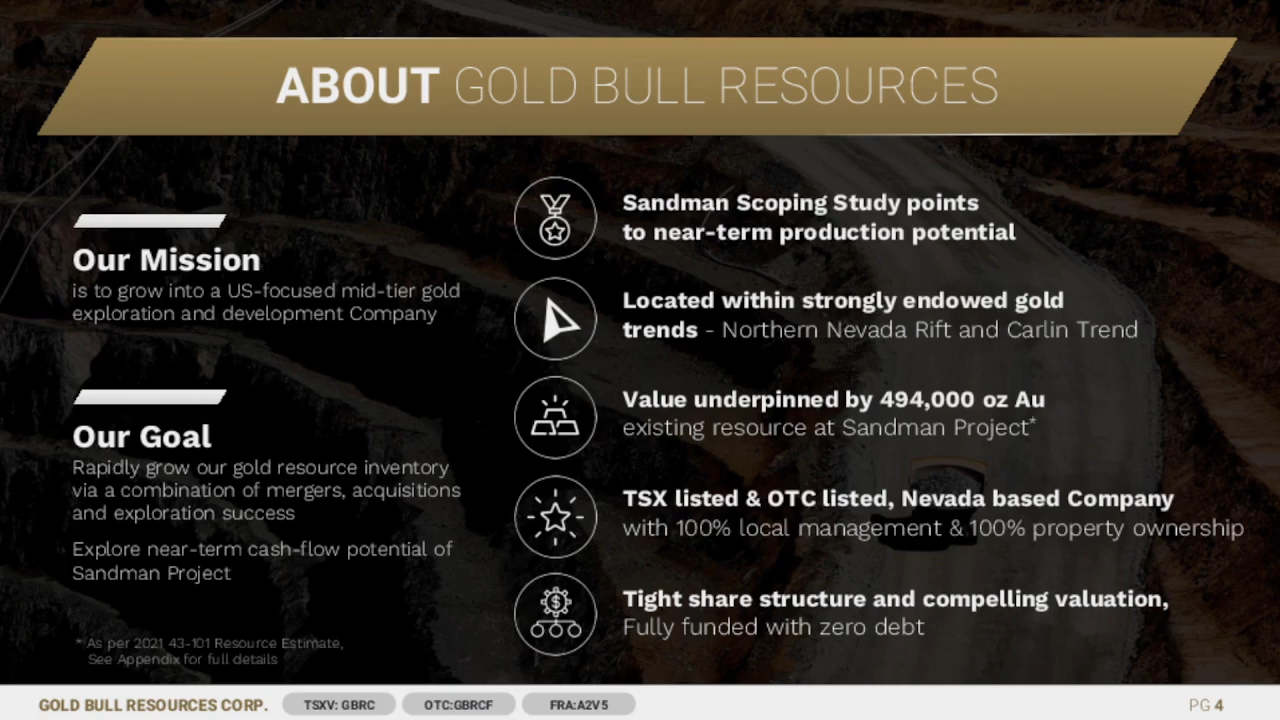 ABOUT GOLD BULL RESOURCES
Our Mission
is to grow into a US-focused mid-tier gold
exploration and development Company
Our Goal
Rapidly grow our gold resource inventory
via a combination of mergers, acquisitions
and exploration success
Explore near-term cash-flow potential of
Sandman Project
* As per 2021 43-101 Resource Estimate,
See Appendix for full details
Sandman Scoping Study points
to near-term production potential
Located within strongly endowed gold
trends - Northern Nevada Rift and Carlin Trend
Value underpinned by 494,000 oz Au
existing resource at Sandman Project*
TSX listed & OTC listed, Nevada based Company
with 100% local management & 100% property ownership
$
Tight share structure and compelling valuation,
Fully funded with zero debt
GOLD BULL RESOURCES CORP. TSXV: GBRC OTC:GBRCF FRA:A2V5 PG 4